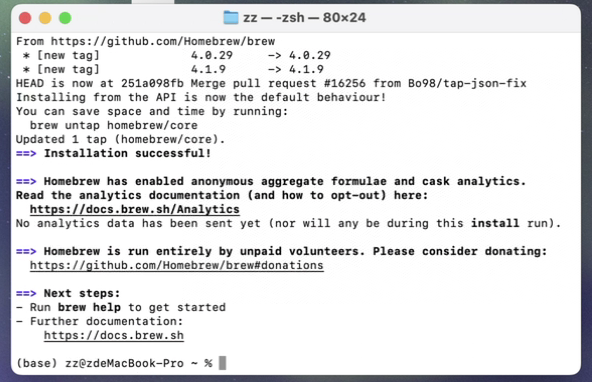 zz — -zsh — 80×24
From https://github.com/Homebrew/brew
* [new tag] 4.0.29 -> 4.0.29
* [new tag] 4.1.9 -> 4.1.9
HEAD is now at 251a098fb Merge pull request #16256 from Bo98/tap-json-fix
Installing from the API is now the default behaviour!
You can save space and time by running:
brew untap homebrew/core
Updated 1 tap (homebrew/core).
==> Installation successful!
==> Homebrew has enabled anonymous aggregate formulae and cask analytics.
Read the analytics documentation (and how to opt-out) here:
https://docs.brew.sh/Analytics
No analytics data has been sent yet (nor will any be during this install run).
==> Homebrew is run entirely by unpaid volunteers. Please consider donating:
https://github.com/Homebrew/brew#donations
==> Next steps:
- Run brew help to get started
- Further documentation:
https://docs.brew.sh
(base) zz@zdeMacBook-Pro ~ %